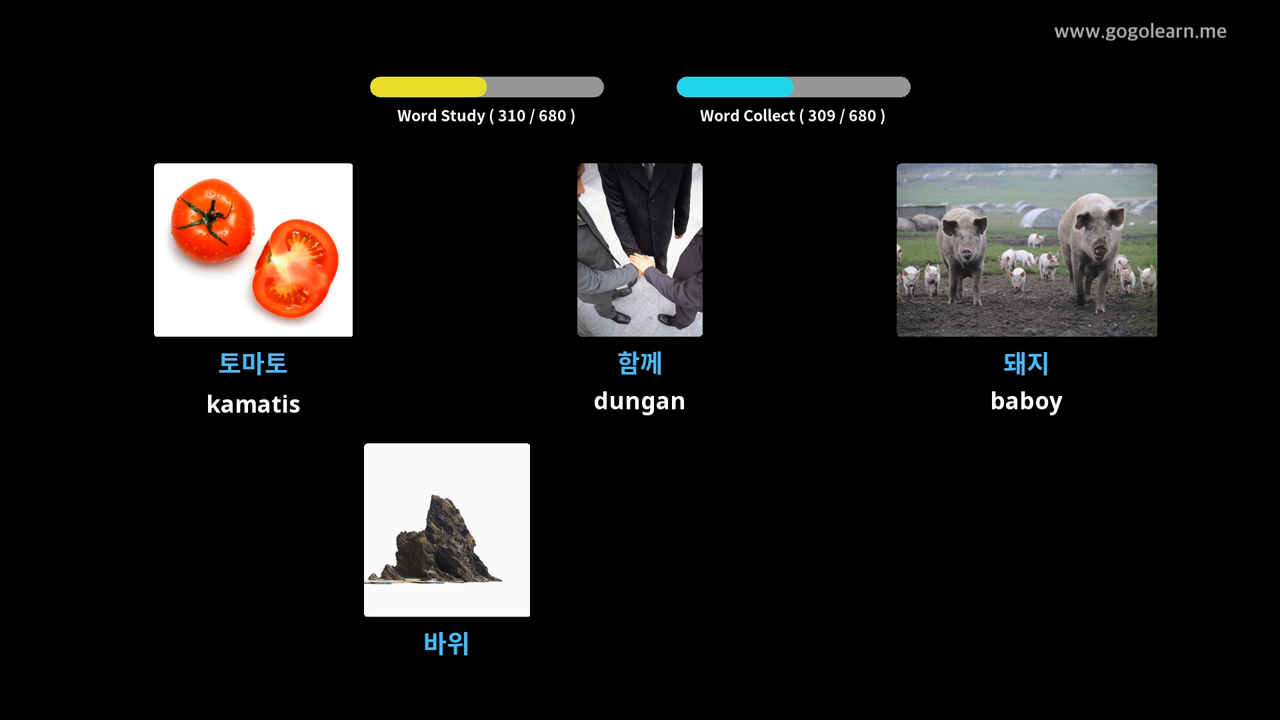 www.gogolearn.me
Word Study ( 310 / 680 )
Word Collect ( 309 / 680 )
토마토
kamatis
함께
dungan
돼지
baboy
바위